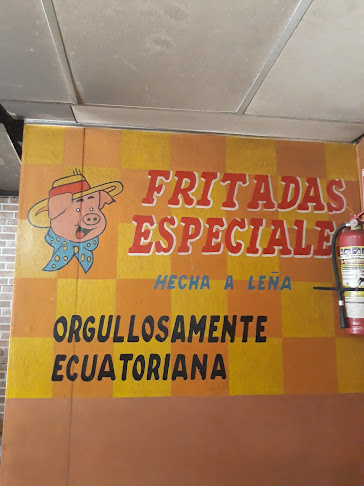 FRITADAS
ESPECIALE
HECHA A LEÑA
ORGULLOSAMENTE
ECUATORIANA